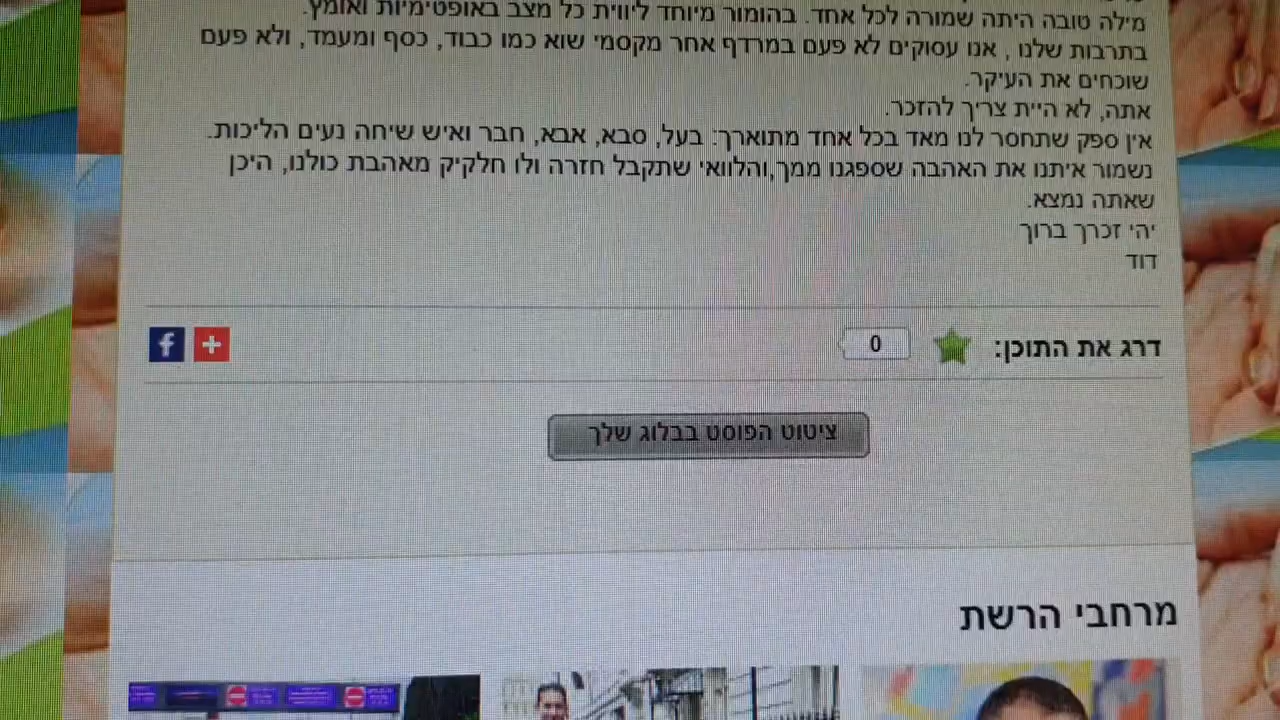 מילה טובה היתה שמורה לכל אחד. בהומור מיוחד ליווית כל מצב באופטימיות ואומץ.
בתרבות שלנו , אנו עסוקים לא פעם במרדף אחר מקסמי שוא כמו כבוד, כסף ומעמד, ולא פעם
שוכחים את העיקר.
אתה, לא היית צריך להזכר.
אין ספק שתחסר לנו מאד בכל אחד מתוארך: בעל, סבא, אבא, חבר ואיש שיחה נעים הליכות.
נשמור איתנו את האהבה שספגנו ממך,והלוואי שתקבל חזרה ולו חלקיק מאהבת כולנו, היכן
שאתה נמצא.
יהי זכרך ברוך
דוד
דרג את התוכן: 0
ציטוט הפוסט בבלוג שלך
מרחבי הרשת